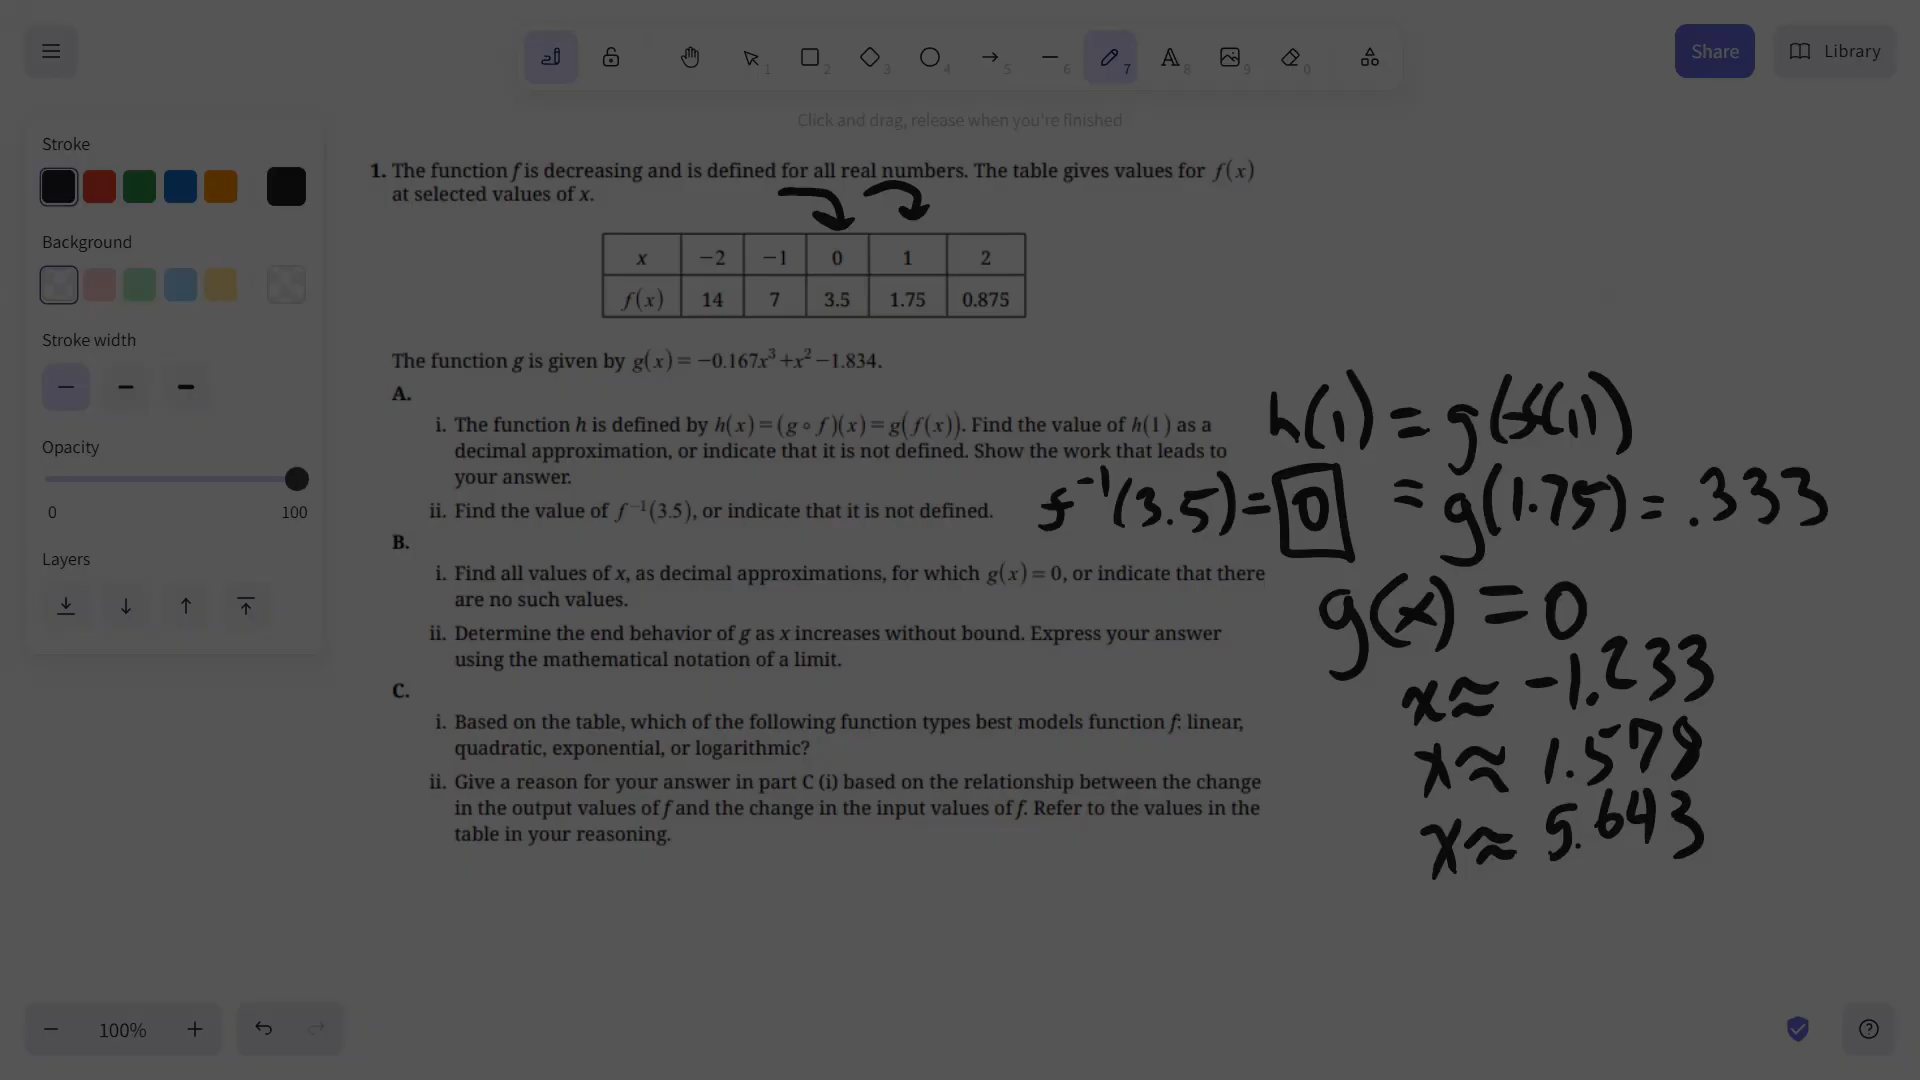 Share
Library
1 2 3 4 5 6 7 8 9 0
Click and drag, release when you're finished
Stroke
Background
Stroke width
Opacity
0 100
Layers
1. The function f is decreasing and is defined for all real numbers. The table gives values for f(x)
at selected values of x.
x −2 −1 0 1 2
f(x) 14 7 3.5 1.75 0.875
The function g is given by g(x) = −0.167x³+x²−1.834.
A.
i. The function h is defined by h(x)=(g∘f)(x)=g(f(x)). Find the value of h(1) as a
decimal approximation, or indicate that it is not defined. Show the work that leads to
your answer.
ii. Find the value of f⁻¹(3.5), or indicate that it is not defined.
B.
i. Find all values of x, as decimal approximations, for which g(x)=0, or indicate that there
are no such values.
ii. Determine the end behavior of g as x increases without bound. Express your answer
using the mathematical notation of a limit.
C.
i. Based on the table, which of the following function types best models function f: linear,
quadratic, exponential, or logarithmic?
ii. Give a reason for your answer in part C (i) based on the relationship between the change
in the output values of f and the change in the input values of f. Refer to the values in the
table in your reasoning.
h(1) = g(f(1))
= g(1.75) = .333
f⁻¹(3.5) = 0
g(x) = 0
x ≈ -1.233
x ≈ 1.578
x ≈ 5.643
100%